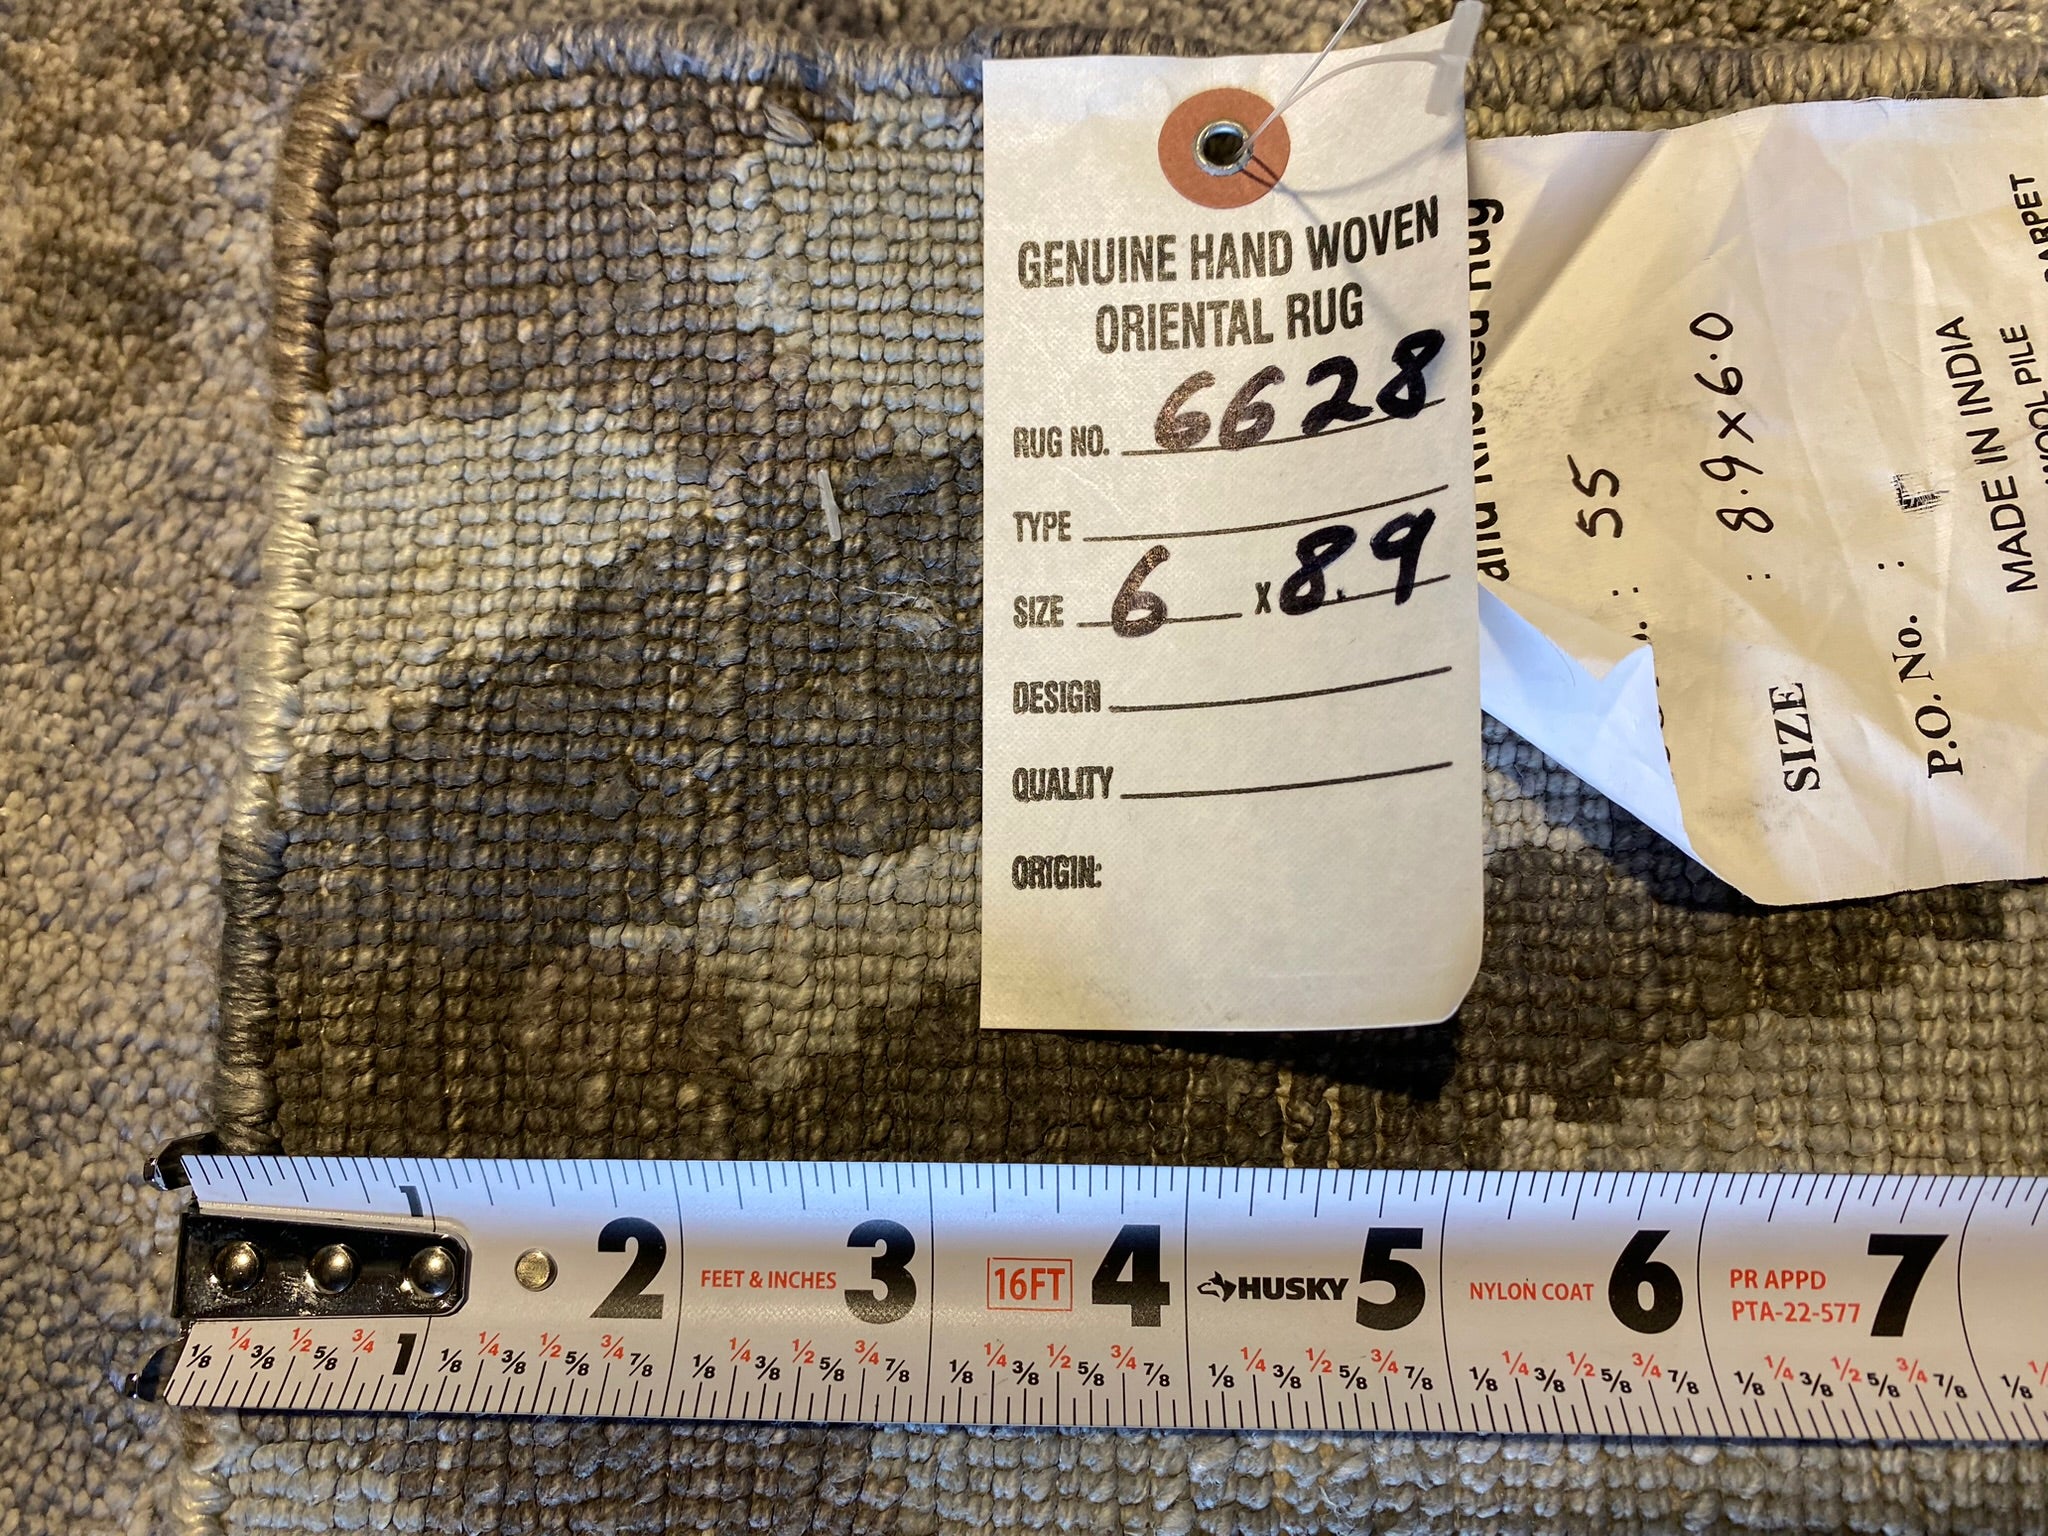 GENUINE HAND WOVEN
ORIENTAL RUG
RUG NO. 6628
TYPE
SIZE 6 X 8.9
DESIGN
QUALITY
ORIGIN:
Rug
: 55
SIZE : 8.9x6.0
P.O. No. :
MADE IN INDIA
WOOL PILE CARPET
1
1 2 FEET & INCHES 3 16FT 4 HUSKY 5 NYLON COAT 6 PR APPD 7
PTA-22-577
1/8 1/4 3/8 1/2 5/8 3/4 1 1/8 1/4 3/8 1/2 5/8 3/4 7/8 1/8 1/4 3/8 1/2 5/8 3/4 7/8 1/8 1/4 3/8 1/2 5/8 3/4 7/8 1/8 1/4 3/8 1/2 5/8 3/4 7/8 1/8 1/4 3/8 1/2 5/8 3/4 7/8 1/8 1/4 3/8 1/2 5/8 3/4 7/8 1/8